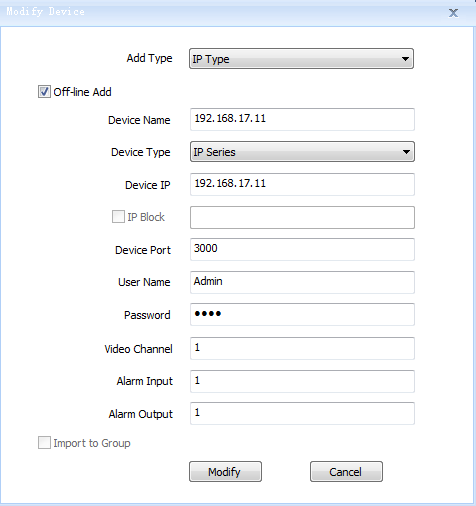 Modify Device
Add Type IP Type
Off-line Add
Device Name 192.168.17.11
Device Type IP Series
Device IP 192.168.17.11
IP Block
Device Port 3000
User Name Admin
Password ●●●●
Video Channel 1
Alarm Input 1
Alarm Output 1
Import to Group
Modify Cancel